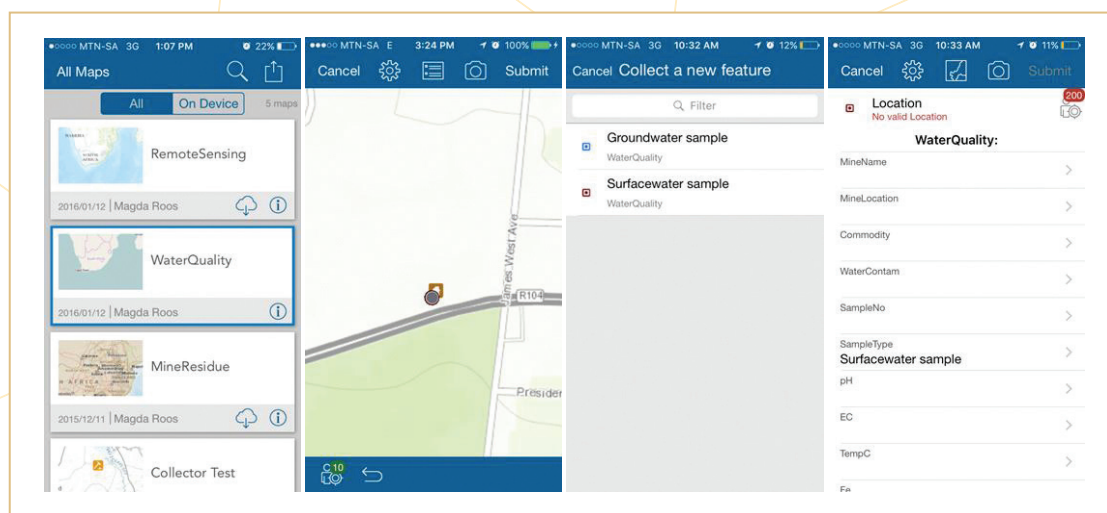 MTN-SA 3G 1:07 PM 22%
All Maps
All On Device 5 maps
RemoteSensing
2016/01/12 | Magda Roos
WaterQuality
2016/01/12 | Magda Roos
MineResidue
2015/12/11 | Magda Roos
Collector Test
MTN-SA E 3:24 PM 100%
Cancel Submit
James West Ave
R104
Presider
10
MTN-SA 3G 10:32 AM 12%
Cancel Collect a new feature
Filter
Groundwater sample
WaterQuality
Surfacewater sample
WaterQuality
MTN-SA 3G 10:33 AM 11%
Cancel Submit
Location
No valid Location
200
WaterQuality:
MineName
MineLocation
Commodity
WaterContam
SampleNo
SampleType
Surfacewater sample
pH
EC
TempC
Fe